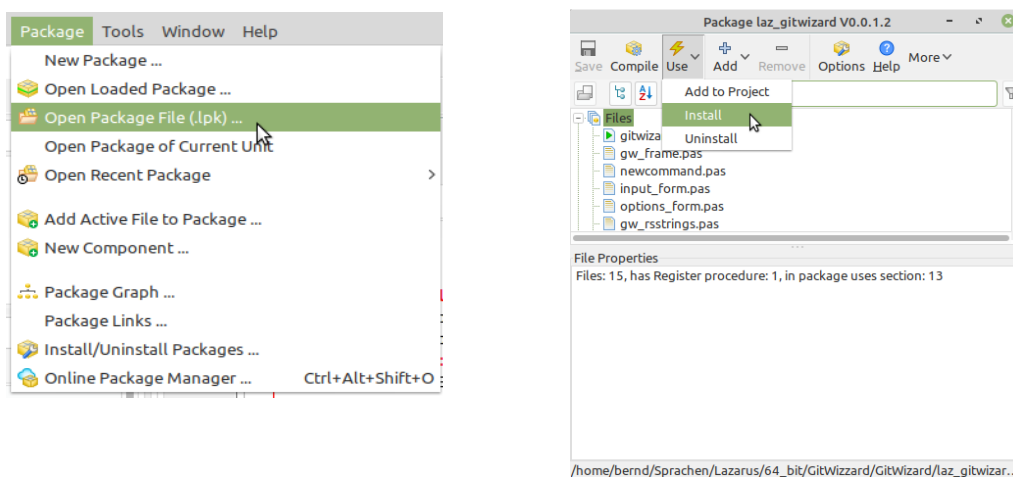 Package Tools Window Help
New Package ...
Open Loaded Package ...
Open Package File (.lpk) ...
Open Package of Current Unit
Open Recent Package
Add Active File to Package ...
New Component ...
Package Graph ...
Package Links ...
Install/Uninstall Packages ...
Online Package Manager ... Ctrl+Alt+Shift+O
Package laz_gitwizard V0.0.1.2
Save Compile Use Add Remove Options Help More
Add to Project
Install
Uninstall
Files
gitwiza
gw_frame.pas
newcommand.pas
input_form.pas
options_form.pas
gw_rsstrings.pas
File Properties
Files: 15, has Register procedure: 1, in package uses section: 13
/home/bernd/Sprachen/Lazarus/64_bit/GitWizzard/GitWizard/laz_gitwizar...